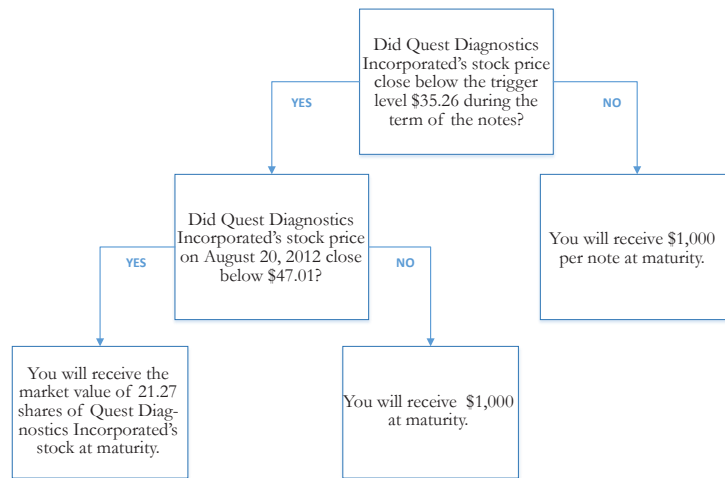 Did Quest Diagnostics
Incorporated's stock price
close below the trigger
level $35.26 during the
term of the notes?
YES
NO
Did Quest Diagnostics
Incorporated's stock price
on August 20, 2012 close
below $47.01?
You will receive $1,000
per note at maturity.
YES
NO
You will receive the
market value of 21.27
shares of Quest Diag-
nostics Incorporated's
stock at maturity.
You will receive $1,000
at maturity.